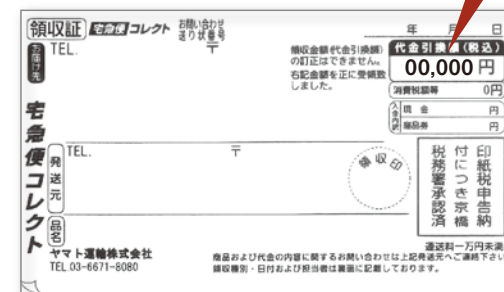 領収証 宅急便コレクト お問い合わせ送り状番号
年 月 日
お届け先 TEL. 〒
領収金額(代金引換額)の訂正はできません。右記金額を正に受領致しました。
代金引換額(税込)
00,000円
消費税額等 0円
入金内訳 現金 円
商品券 円
宅急便コレクト
発送元 TEL. 〒
領収印
印紙税申告納付につき京橋税務署承認済
品名
ヤマト運輸株式会社
TEL.03-6671-8080
運送料一万円未満
商品および代金の内容に関するお問い合わせは上記発送元へご連絡下さい
領収種別・日付および担当者は裏面に記載しております。